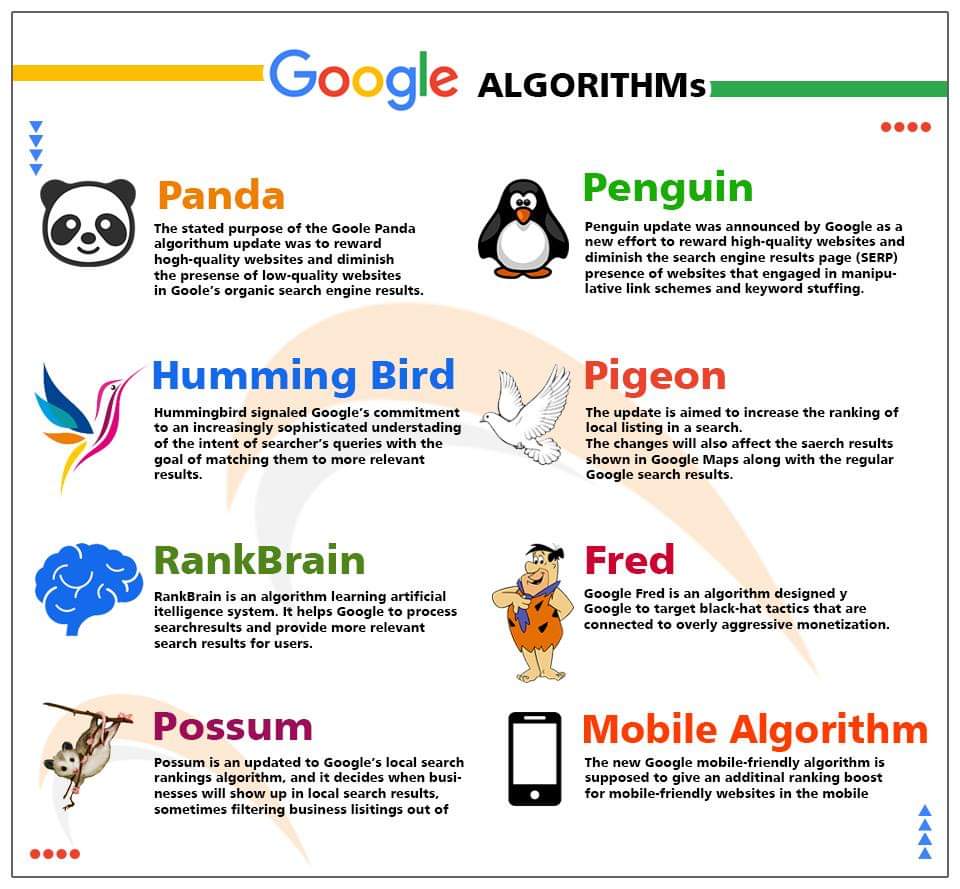 Google ALGORITHMs
Panda
The stated purpose of the Goole Panda
algorithum update was to reward
hogh-quality websites and diminish
the presense of low-quality websites
in Goole's organic search engine results.
Penguin
Penguin update was announced by Google as a
new effort to reward high-quality websites and
diminish the search engine results page (SERP)
presence of websites that engaged in manipu-
lative link schemes and keyword stuffing.
Humming Bird
Hummingbird signaled Google's commitment
to an increasingly sophisticated understading
of the intent of searcher's queries with the
goal of matching them to more relevant
results.
Pigeon
The update is aimed to increase the ranking of
local listing in a search.
The changes will also affect the saerch results
shown in Google Maps along with the regular
Google search results.
RankBrain
RankBrain is an algorithm learning artificial
itelligence system. It helps Google to process
searchresults and provide more relevant
search results for users.
Fred
Google Fred is an algorithm designed y
Google to target black-hat tactics that are
connected to overly aggressive monetization.
Possum
Possum is an updated to Google's local search
rankings algorithm, and it decides when busi-
nesses will show up in local search results,
sometimes filtering business lisitings out of
Mobile Algorithm
The new Google mobile-friendly algorithm is
supposed to give an additinal ranking boost
for mobile-friendly websites in the mobile